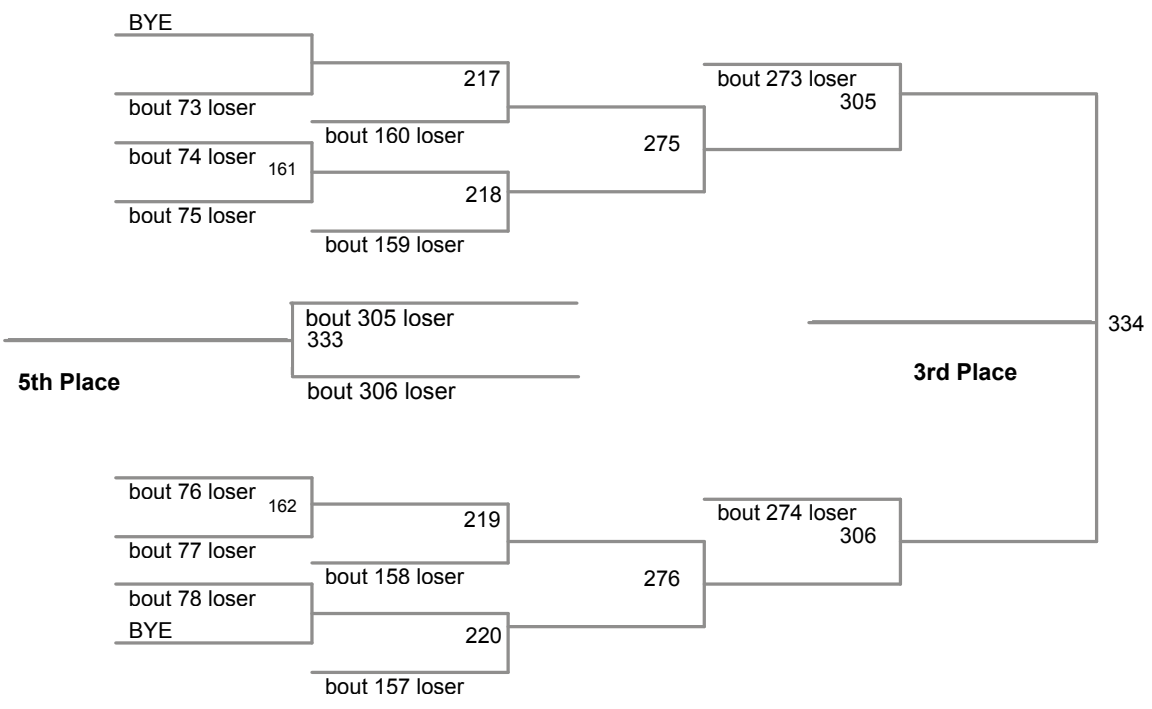 BYE
217
bout 273 loser
bout 73 loser
305
bout 160 loser
275
bout 74 loser
161
218
bout 75 loser
bout 159 loser
bout 305 loser
333
334
5th Place
3rd Place
bout 306 loser
bout 76 loser
162
219
bout 274 loser
306
bout 77 loser
bout 158 loser
276
bout 78 loser
BYE
220
bout 157 loser